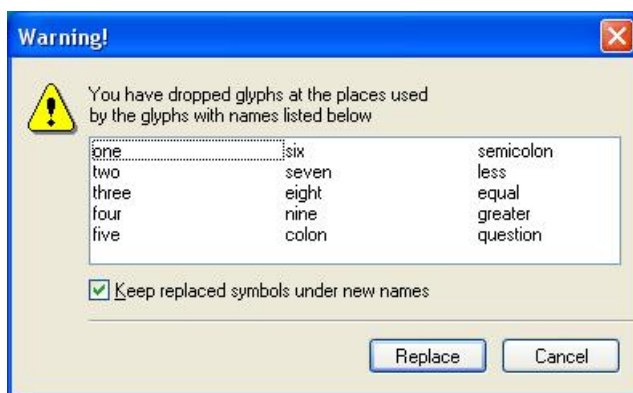 Warning!
You have dropped glyphs at the places used
by the glyphs with names listed below
one six semicolon
two seven less
three eight equal
four nine greater
five colon question
Keep replaced symbols under new names
Replace Cancel